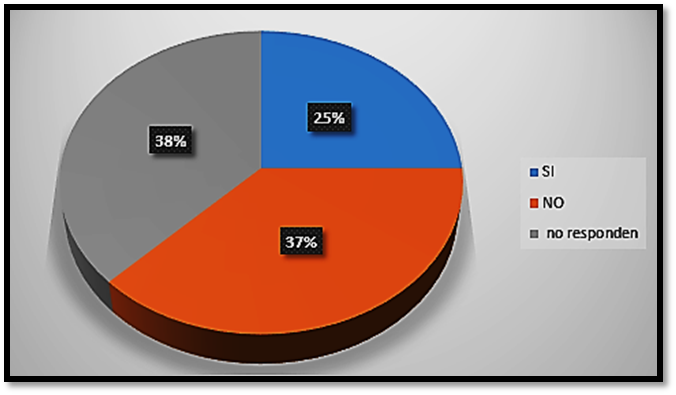 25%
38%
37%
SI
NO
no responden